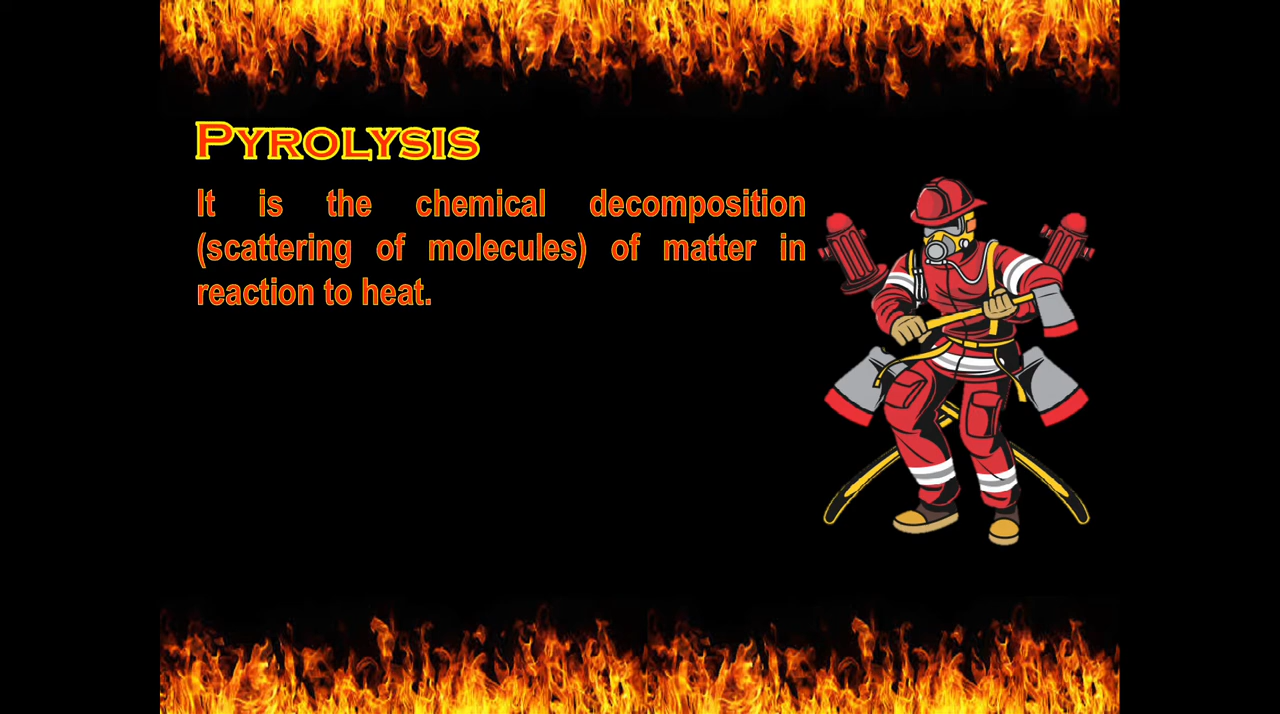 Pyrolysis
It is the chemical decomposition
(scattering of molecules) of matter in
reaction to heat.